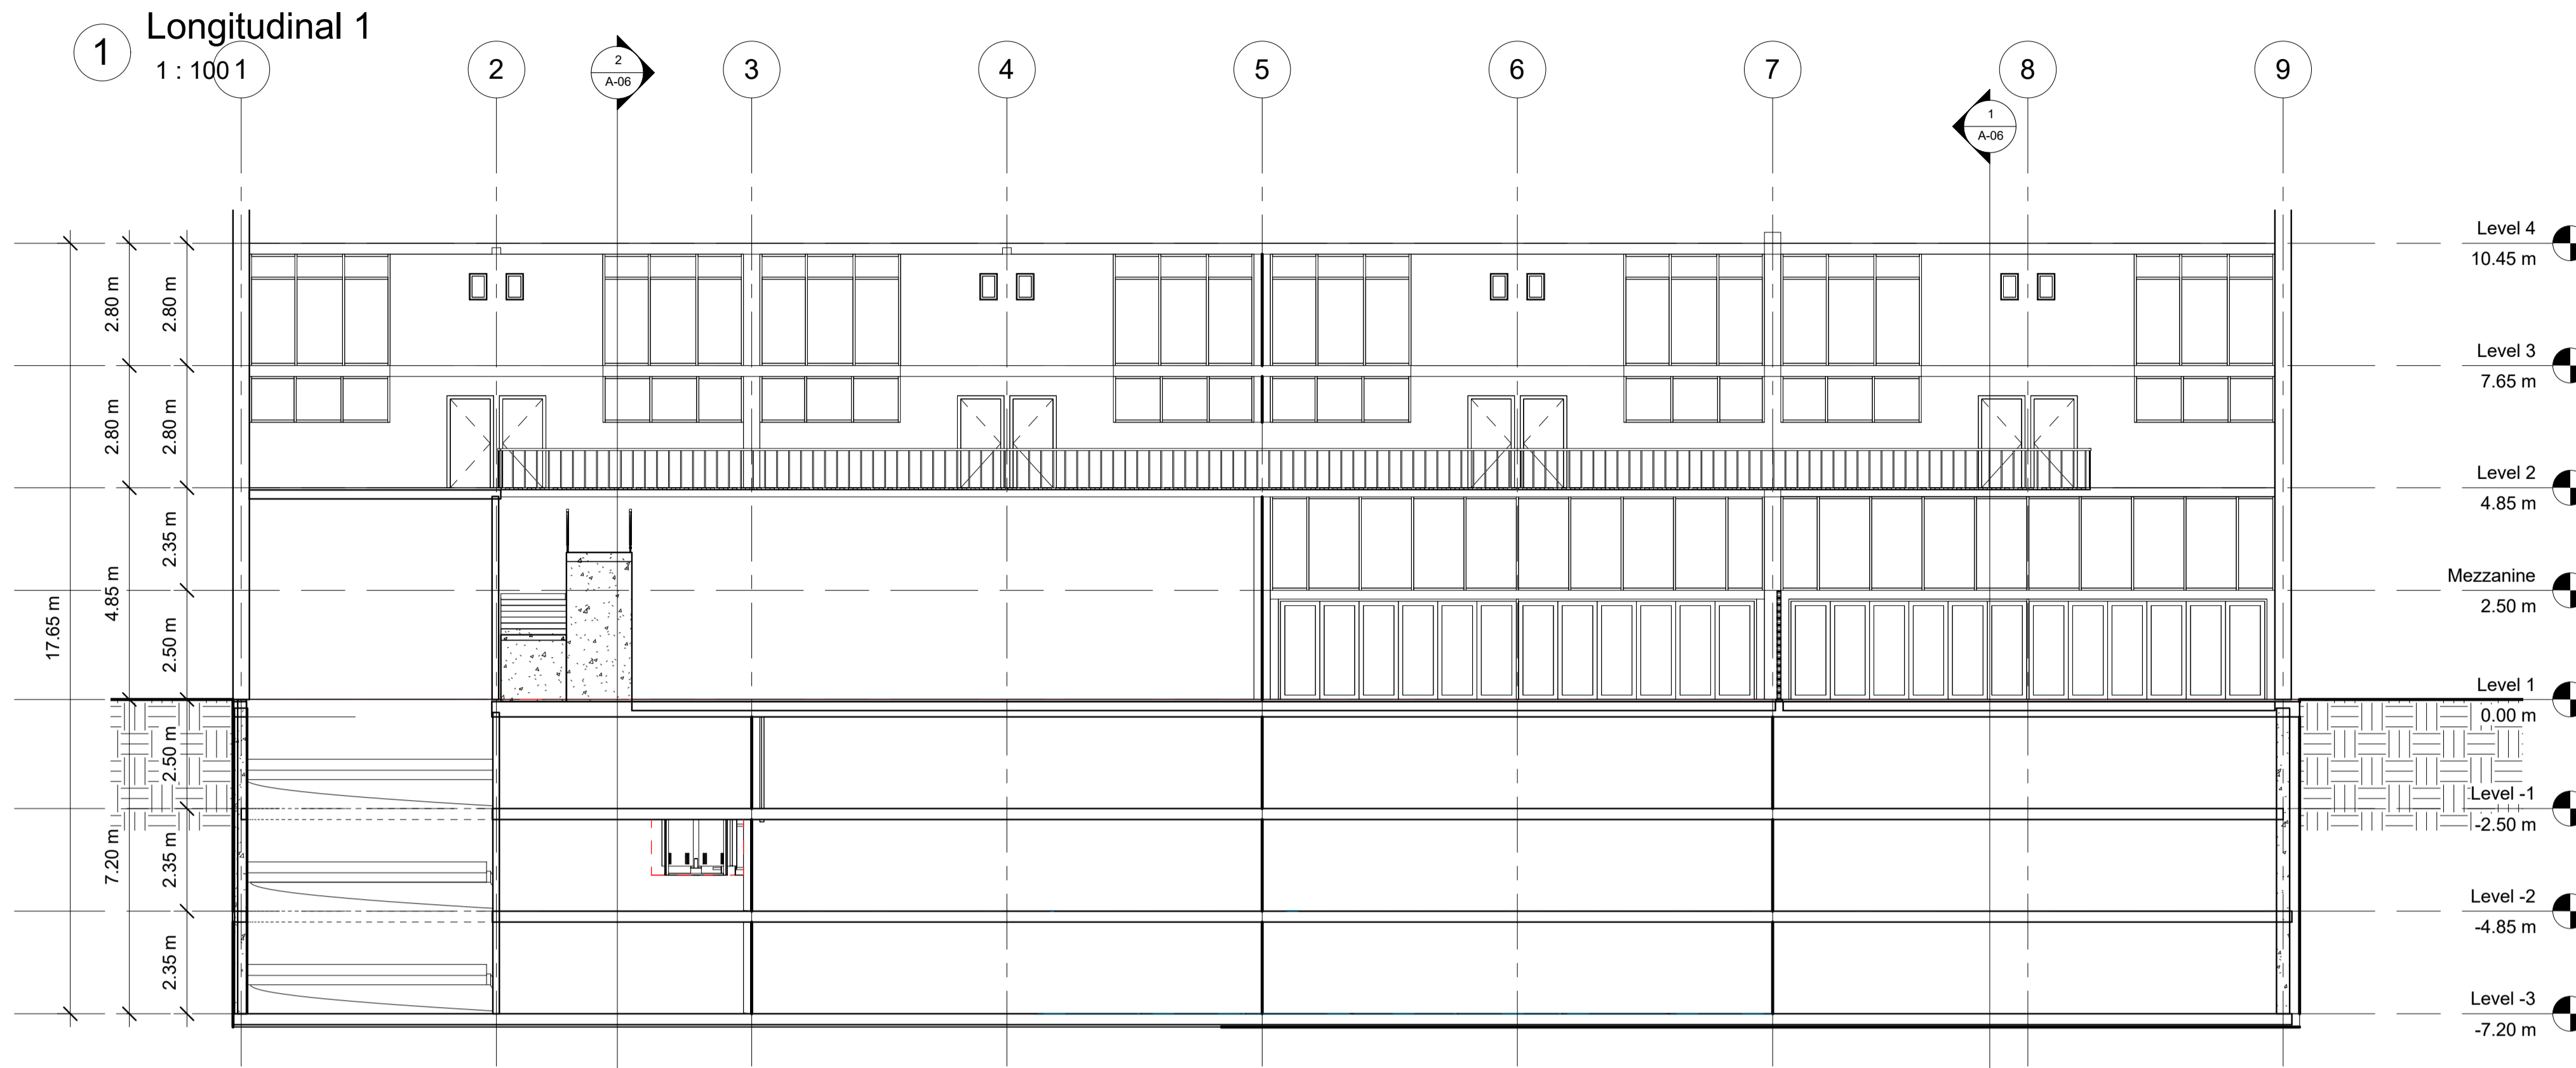 Longitudinal 1
1
1 : 100
1
2
3
4
5
6
7
8
9
2
A-06
1
A-06
Level 4
10.45 m
Level 3
7.65 m
Level 2
4.85 m
Mezzanine
2.50 m
Level 1
0.00 m
Level -1
-2.50 m
Level -2
-4.85 m
Level -3
-7.20 m
17.65 m
2.80 m
2.80 m
4.85 m
7.20 m
2.80 m
2.80 m
2.35 m
2.50 m
2.50 m
2.35 m
2.35 m